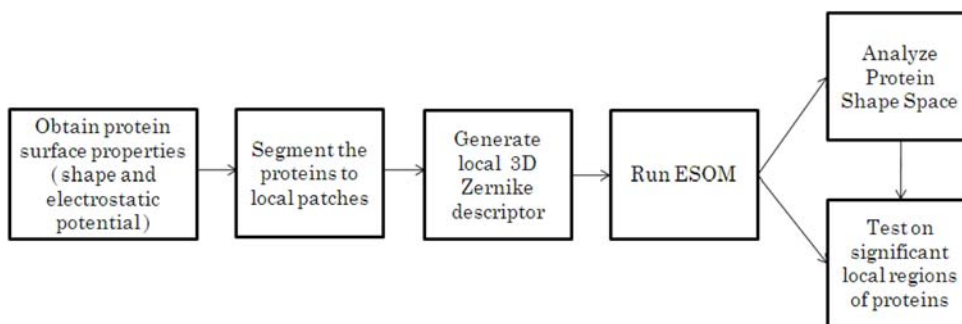 Obtain protein
surface properties
( shape and
electrostatic
potential)
Segment the
proteins to
local patches
Generate
local 3D
Zernike
descriptor
Run ESOM
Analyze
Protein
Shape Space
Test on
significant
local regions
of proteins